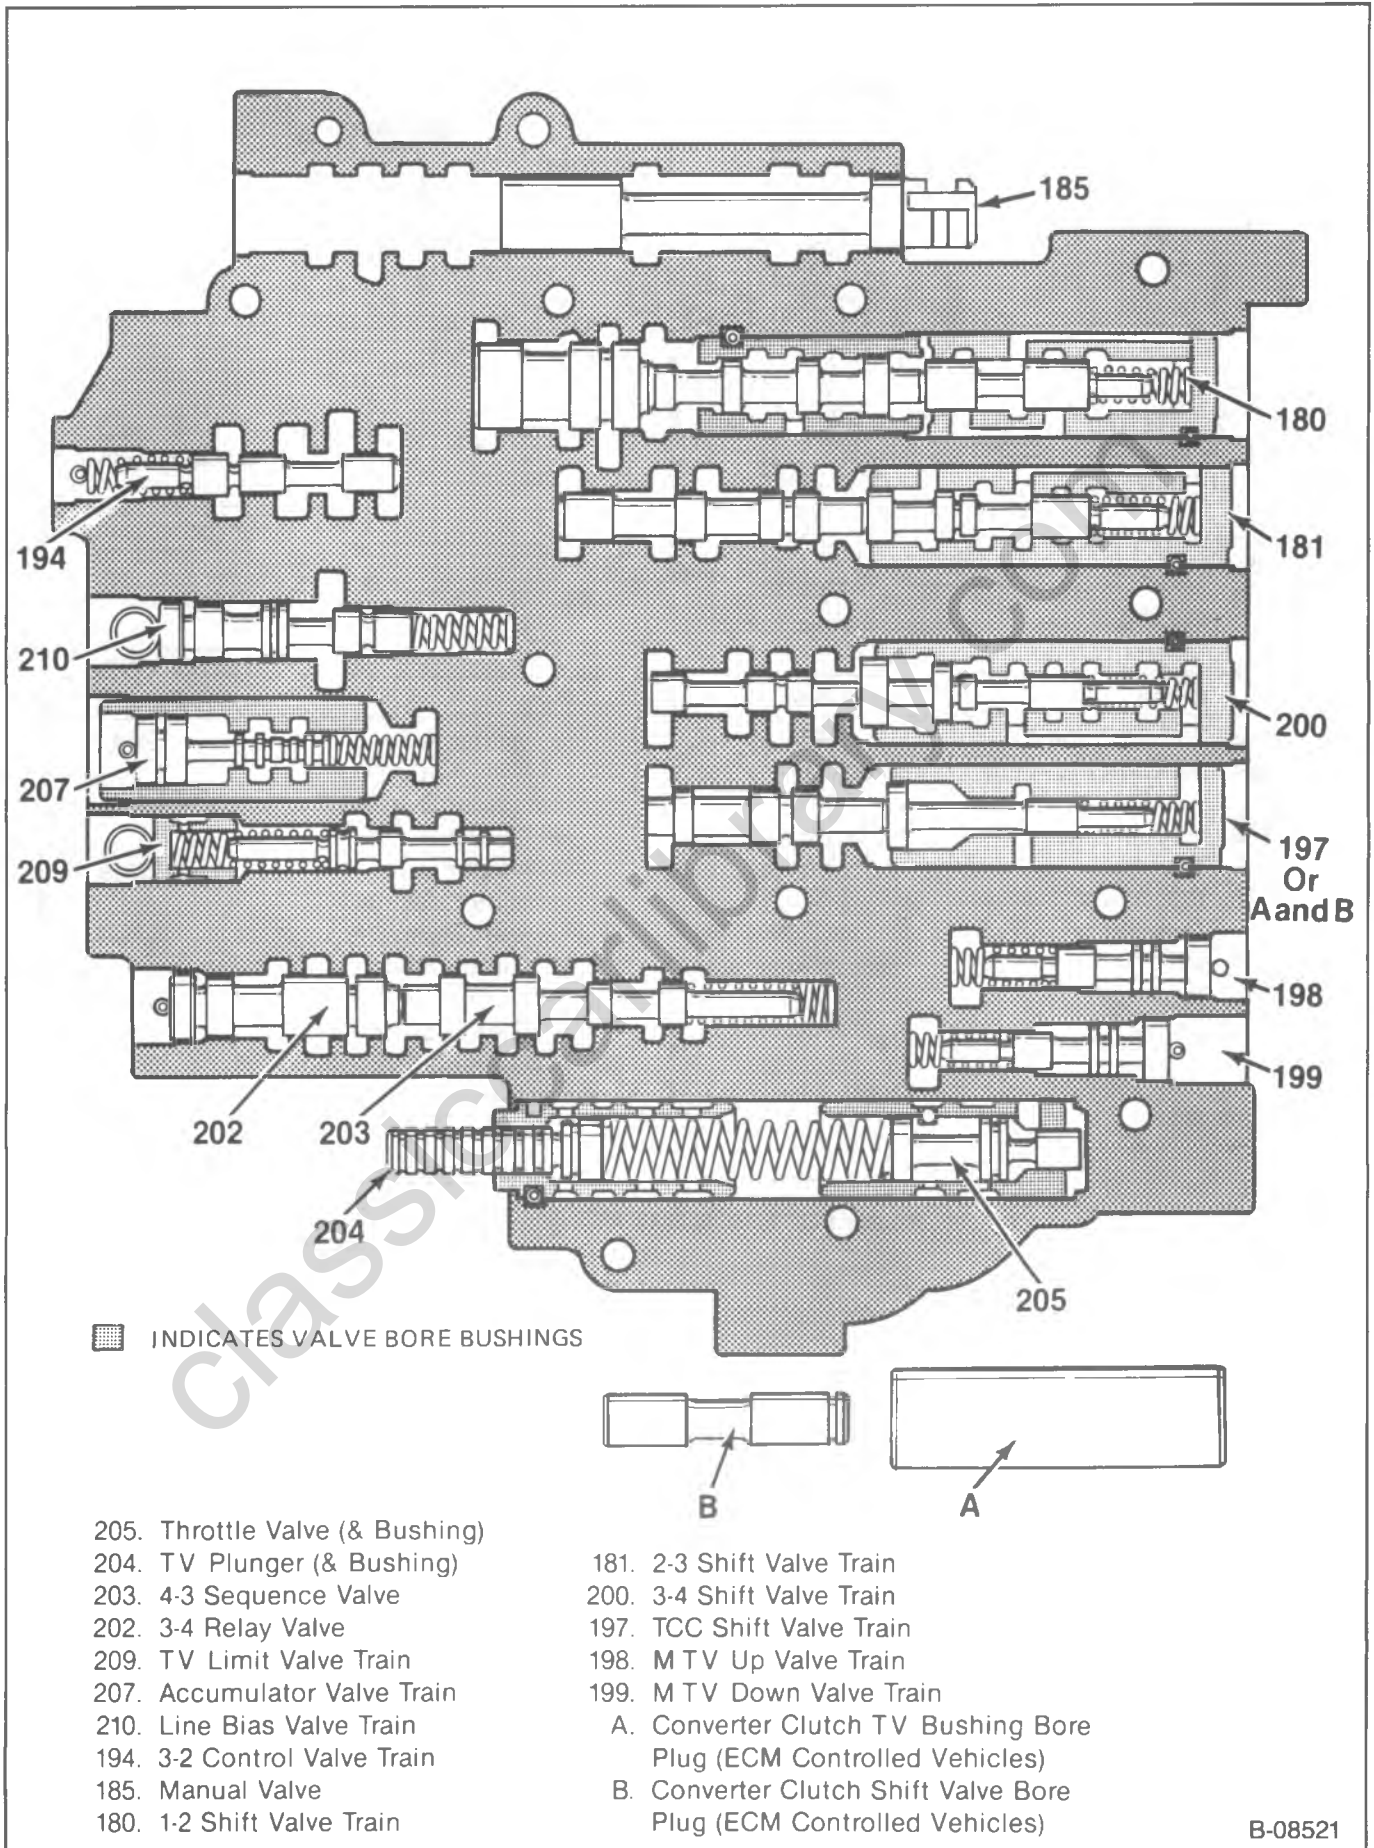 185
180
194
181
210
200
207
209
197
Or
A and B
198
199
202
203
204
205
INDICATES VALVE BORE BUSHINGS
B
A
205. Throttle Valve (& Bushing)
204. TV Plunger (& Bushing)
203. 4-3 Sequence Valve
202. 3-4 Relay Valve
209. TV Limit Valve Train
207. Accumulator Valve Train
210. Line Bias Valve Train
194. 3-2 Control Valve Train
185. Manual Valve
180. 1-2 Shift Valve Train
181. 2-3 Shift Valve Train
200. 3-4 Shift Valve Train
197. TCC Shift Valve Train
198. M T V Up Valve Train
199. M T V Down Valve Train
A. Converter Clutch TV Bushing Bore
Plug (ECM Controlled Vehicles)
B. Converter Clutch Shift Valve Bore
Plug (ECM Controlled Vehicles)
B-08521
classiccarlibrary.com